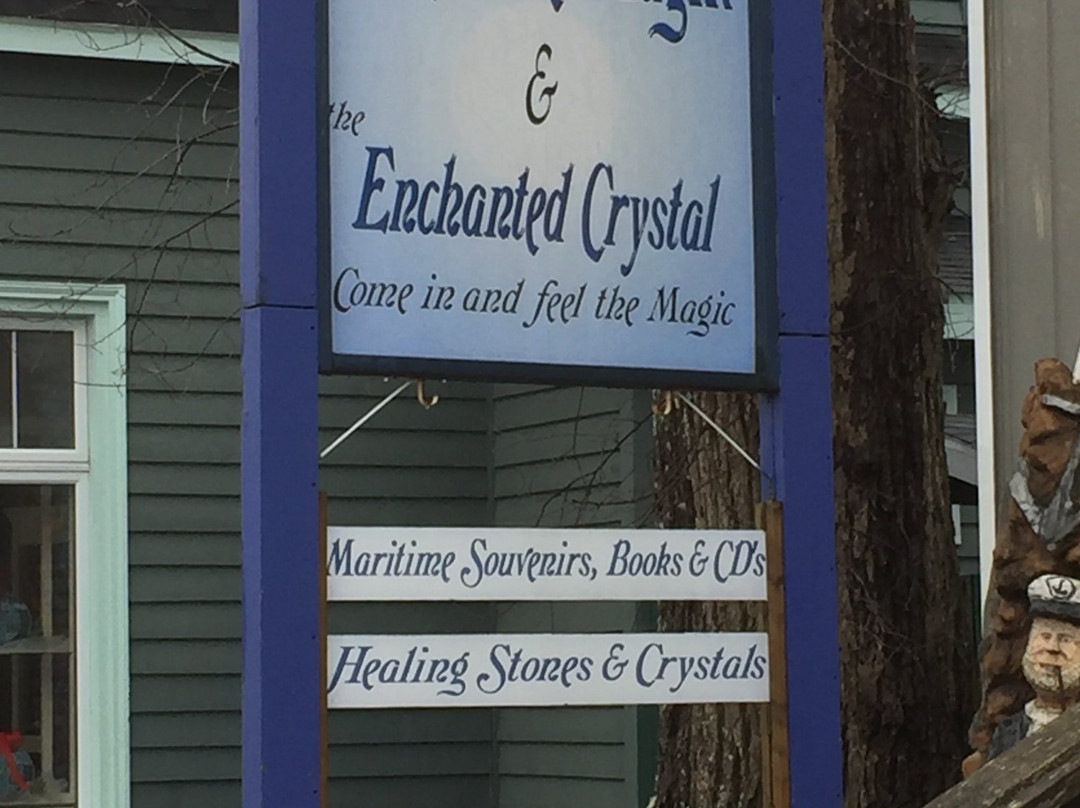 &
the
Enchanted Crystal
Come in and feel the Magic
Maritime Souvenirs, Books & CD's
Healing Stones & Crystals